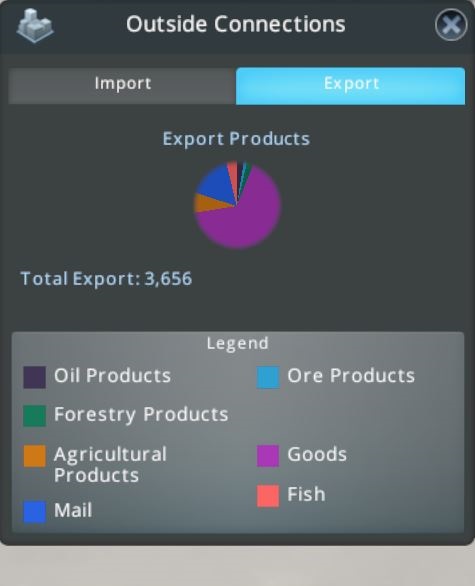 Outside Connections
Import
Export
Export Products
Total Export: 3,656
Legend
Oil Products
Ore Products
Forestry Products
Agricultural
Products
Goods
Mail
Fish